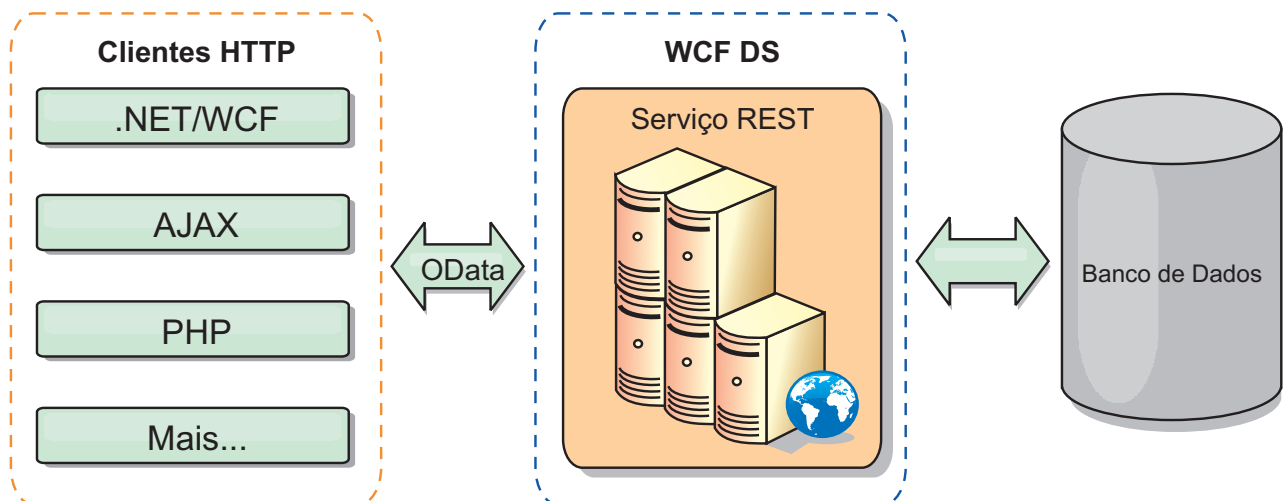 Clientes HTTP
.NET/WCF
AJAX
PHP
Mais...
OData
WCF DS
Serviço REST
Banco de Dados